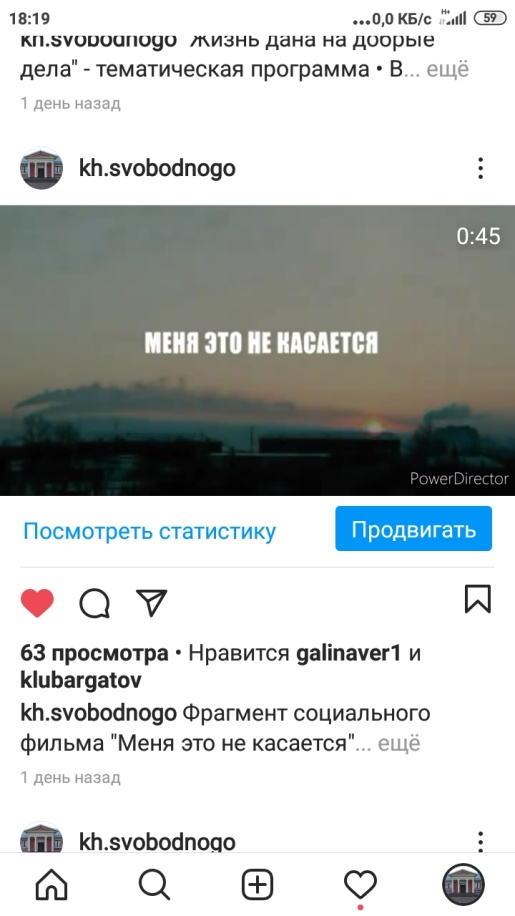 18:19 ...0,0 КБ/с H+ 59
kh.svobodnogo "Жизнь дана на добрые
дела" - тематическая программа • В... ещё
1 день назад
kh.svobodnogo
0:45
МЕНЯ ЭТО НЕ КАСАЕТСЯ
PowerDirector
Посмотреть статистику
Продвигать
63 просмотра • Нравится galinaver1 и
klubargatov
kh.svobodnogo Фрагмент социального
фильма "Меня это не касается"... ещё
1 день назад
kh.svobodnogo